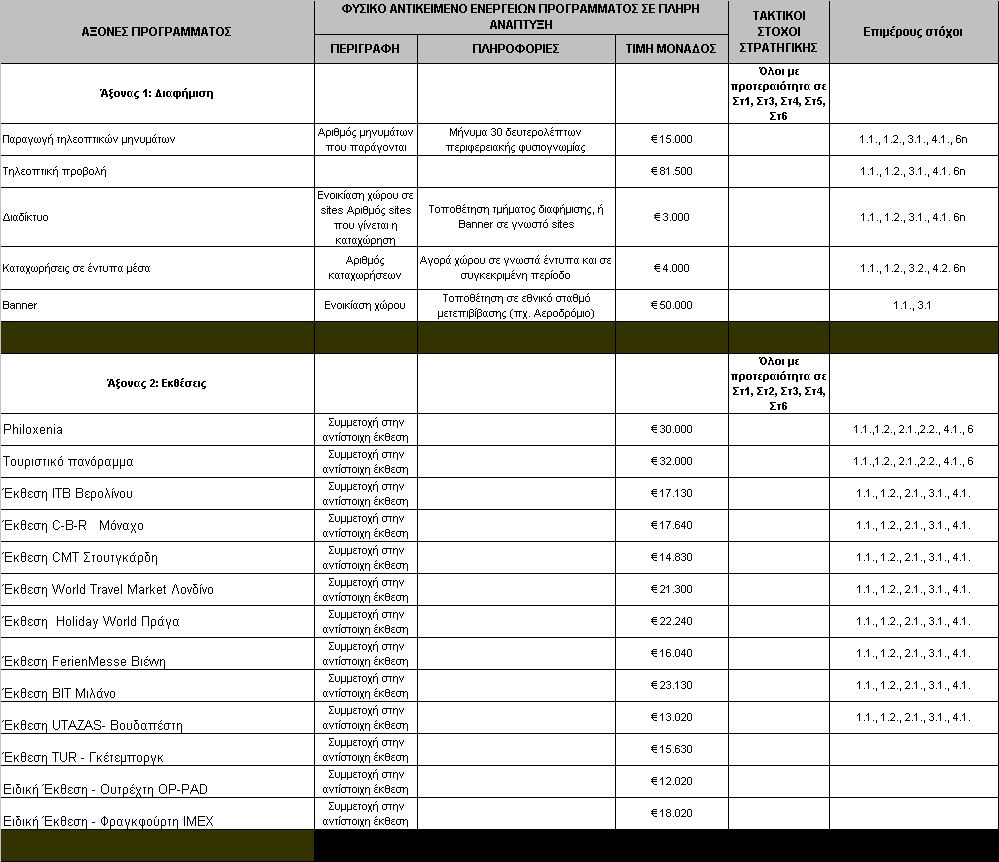 ΑΞΟΝΕΣ ΠΡΟΓΡΑΜΜΑΤΟΣ
ΦΥΣΙΚΟ ΑΝΤΙΚΕΙΜΕΝΟ ΕΝΕΡΓΕΙΩΝ ΠΡΟΓΡΑΜΜΑΤΟΣ ΣΕ ΠΛΗΡΗ
ΑΝΑΠΤΥΞΗ
ΠΕΡΙΓΡΑΦΗ
ΠΛΗΡΟΦΟΡΙΕΣ
ΤΙΜΗ ΜΟΝΑΔΟΣ
ΤΑΚΤΙΚΟΙ
ΣΤΟΧΟΙ
ΣΤΡΑΤΗΓΙΚΗΣ
Επιμέρους στόχοι
Άξονας 1: Διαφήμιση
Όλοι με
προτεραιότητα σε
Στ1, Στ3, Στ4, Στ5,
Στ6
Παραγωγή τηλεοπτικών μηνυμάτων
Αριθμός μηνυμάτων
που παράγονται
Μήνυμα 30 δευτερολέπτων
περιφερειακής φυσιογνωμίας
€ 15.000
1.1., 1.2., 3.1., 4.1., 6π
Τηλεοπτική προβολή
€ 81.500
1.1., 1.2., 3.1., 4.1. 6π
Διαδίκτυο
Ενοικίαση χώρου σε
sites Αριθμός sites
που γίνεται η
καταχώρηση
Τοποθέτηση τμήματος διαφήμισης, ή
Banner σε γνωστό sites
€ 3.000
1.1., 1.2., 3.1., 4.1. 6π
Καταχωρήσεις σε έντυπα μέσα
Αριθμός
καταχωρήσεων
Αγορά χώρου σε γνωστά έντυπα και σε
συγκεκριμένη περίοδο
€ 4.000
1.1., 1.2., 3.2., 4.2. 6π
Banner
Ενοικίαση χώρου
Τοποθέτηση σε εθνικό σταθμό
μετεπιβίβασης (πχ. Αεροδρόμιο)
€ 50.000
1.1., 3.1
Άξονας 2: Εκθέσεις
Όλοι με
προτεραιότητα σε
Στ1, Στ2, Στ3, Στ4,
Στ6
Philoxenia
Συμμετοχή στην
αντίστοιχη έκθεση
€ 30.000
1.1.,1.2., 2.1.,2.2., 4.1., 6
Τουριστικό πανόραμμα
Συμμετοχή στην
αντίστοιχη έκθεση
€ 32.000
1.1.,1.2., 2.1.,2.2., 4.1., 6
Έκθεση ITB Βερολίνου
Συμμετοχή στην
αντίστοιχη έκθεση
€ 17.130
1.1., 1.2., 2.1., 3.1., 4.1.
Έκθεση C-B-R Μόναχο
Συμμετοχή στην
αντίστοιχη έκθεση
€ 17.640
1.1., 1.2., 2.1., 3.1., 4.1.
Έκθεση CMT Στουτγκάρδη
Συμμετοχή στην
αντίστοιχη έκθεση
€ 14.830
1.1., 1.2., 2.1., 3.1., 4.1.
Έκθεση World Travel Market Λονδίνο
Συμμετοχή στην
αντίστοιχη έκθεση
€ 21.300
1.1., 1.2., 2.1., 3.1., 4.1.
Έκθεση Holiday World Πράγα
Συμμετοχή στην
αντίστοιχη έκθεση
€ 22.240
1.1., 1.2., 2.1., 3.1., 4.1.
Έκθεση FerienMesse Βιέννη
Συμμετοχή στην
αντίστοιχη έκθεση
€ 16.040
1.1., 1.2., 2.1., 3.1., 4.1.
Έκθεση BIT Μιλάνο
Συμμετοχή στην
αντίστοιχη έκθεση
€ 23.130
1.1., 1.2., 2.1., 3.1., 4.1.
Έκθεση UTAZAS- Βουδαπέστη
Συμμετοχή στην
αντίστοιχη έκθεση
€ 13.020
1.1., 1.2., 2.1., 3.1., 4.1.
Έκθεση TUR - Γκέτεμποργκ
Συμμετοχή στην
αντίστοιχη έκθεση
€ 15.630
Ειδική Έκθεση - Ουτρέχτη OP-PAD
Συμμετοχή στην
αντίστοιχη έκθεση
€ 12.020
Ειδική Έκθεση - Φραγκφούρτη IMEX
Συμμετοχή στην
αντίστοιχη έκθεση
€ 18.020